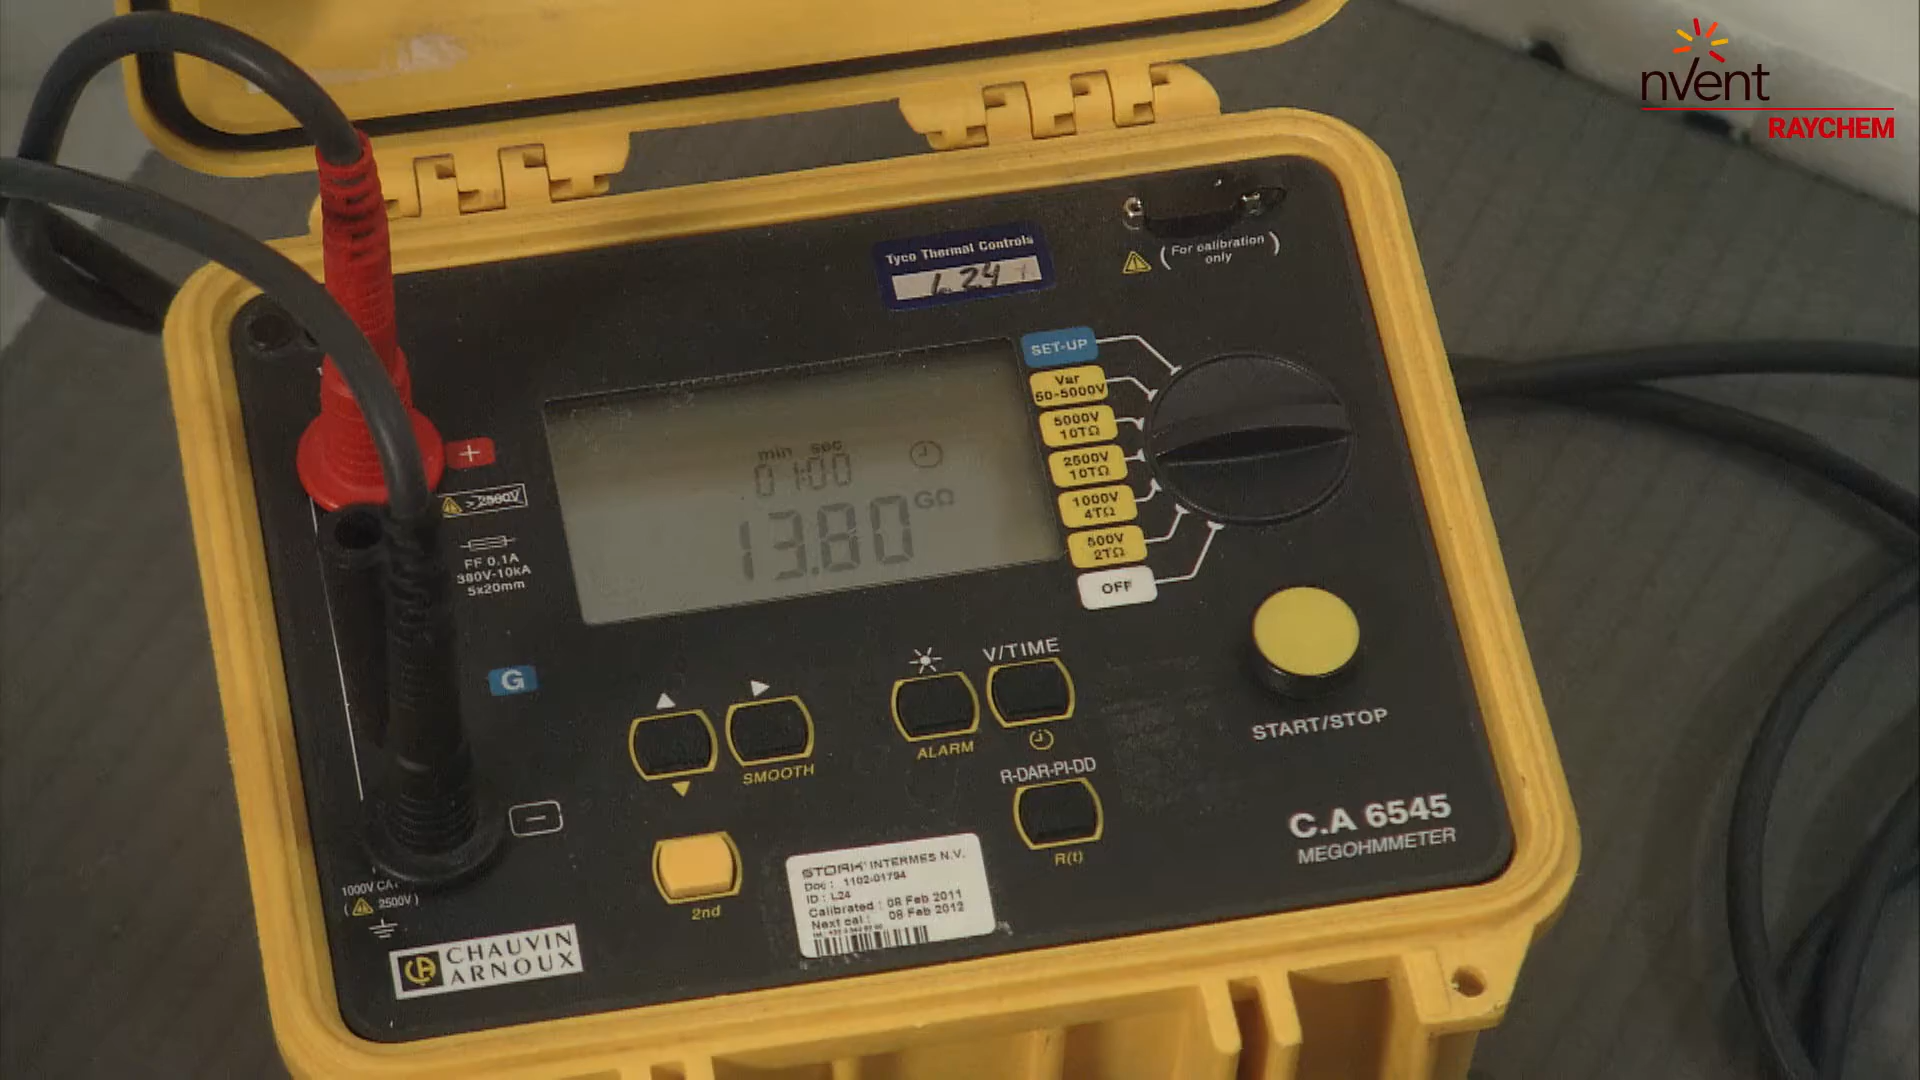 nVent
RAYCHEM
Tyco Thermal Controls
L24
(For calibration
only)
SET-UP
Var
50-5000V
5000V
10TΩ
2500V
10TΩ
1000V
4TΩ
500V
2TΩ
OFF
min sec
01:00
13.80 GΩ
+
>2500V
FF 0.1A
380V-10kA
5x20mm
G
V/TIME
ALARM
SMOOTH
START/STOP
R-DAR-PI-DD
R(t)
2nd
C.A 6545
MEGOHMMETER
−
1000V CA
(2500V)
STORK INTERMES N.V.
Doc : 1102-01794
ID : L24
Calibrated : 08 Feb 2011
Next cal : 08 Feb 2012
CHAUVIN
ARNOUX